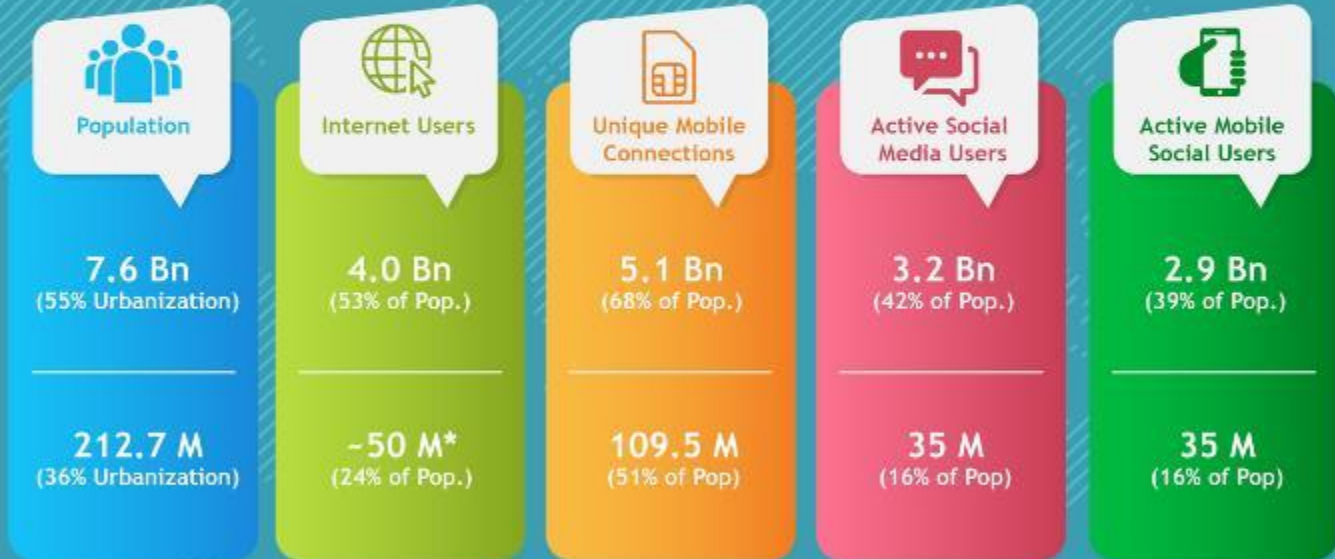 Population
Internet Users
Unique Mobile
Connections
Active Social
Media Users
Active Mobile
Social Users
7.6 Bn
(55% Urbanization)
4.0 Bn
(53% of Pop.)
5.1 Bn
(68% of Pop.)
3.2 Bn
(42% of Pop.)
2.9 Bn
(39% of Pop.)
212.7 M
(36% Urbanization)
~50 M*
(24% of Pop.)
109.5 M
(51% of Pop)
35 M
(16% of Pop)
35 M
(16% of Pop)